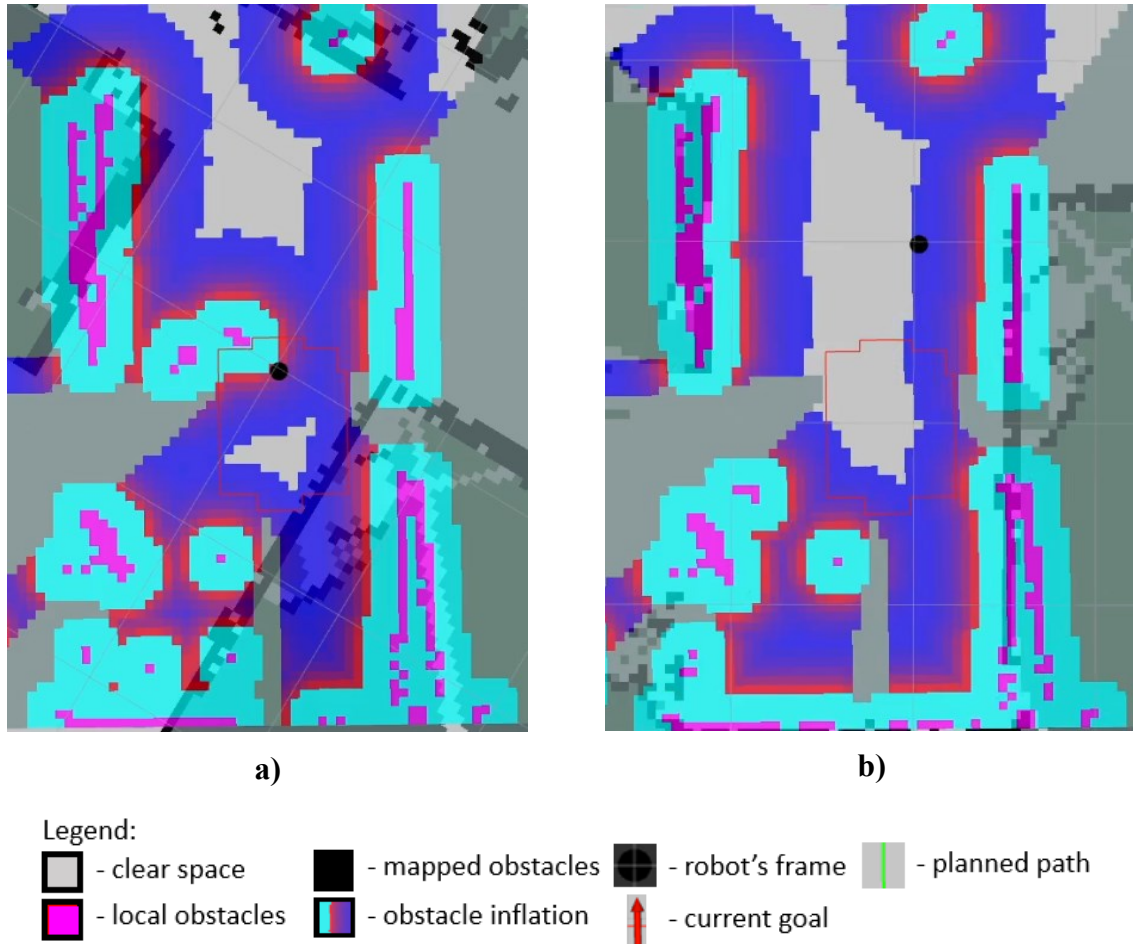 a)
b)
Legend:
- clear space
- mapped obstacles
- robot's frame
- planned path
- local obstacles
- obstacle inflation
- current goal